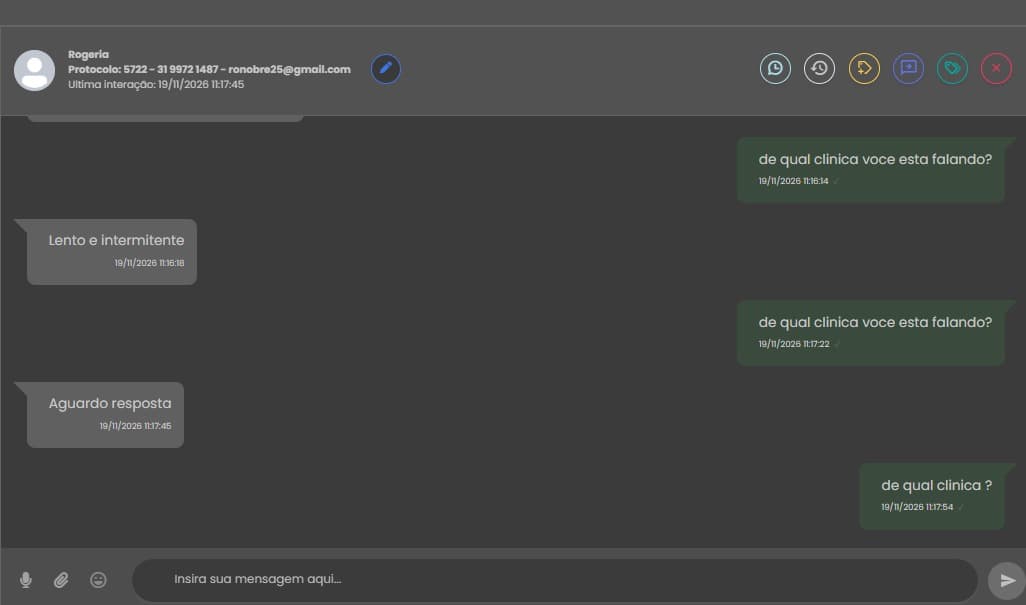 Rogeria
Protocolo: 5722 - 31 9972 1487 - ronobre25@gmail.com
Ultima interação: 19/11/2026 11:17:45
de qual clinica voce esta falando?
19/11/2026 11:16:14
Lento e intermitente
19/11/2026 11:16:18
de qual clinica voce esta falando?
19/11/2026 11:17:22
Aguardo resposta
19/11/2026 11:17:45
de qual clinica ?
19/11/2026 11:17:54
Insira sua mensagem aqui...